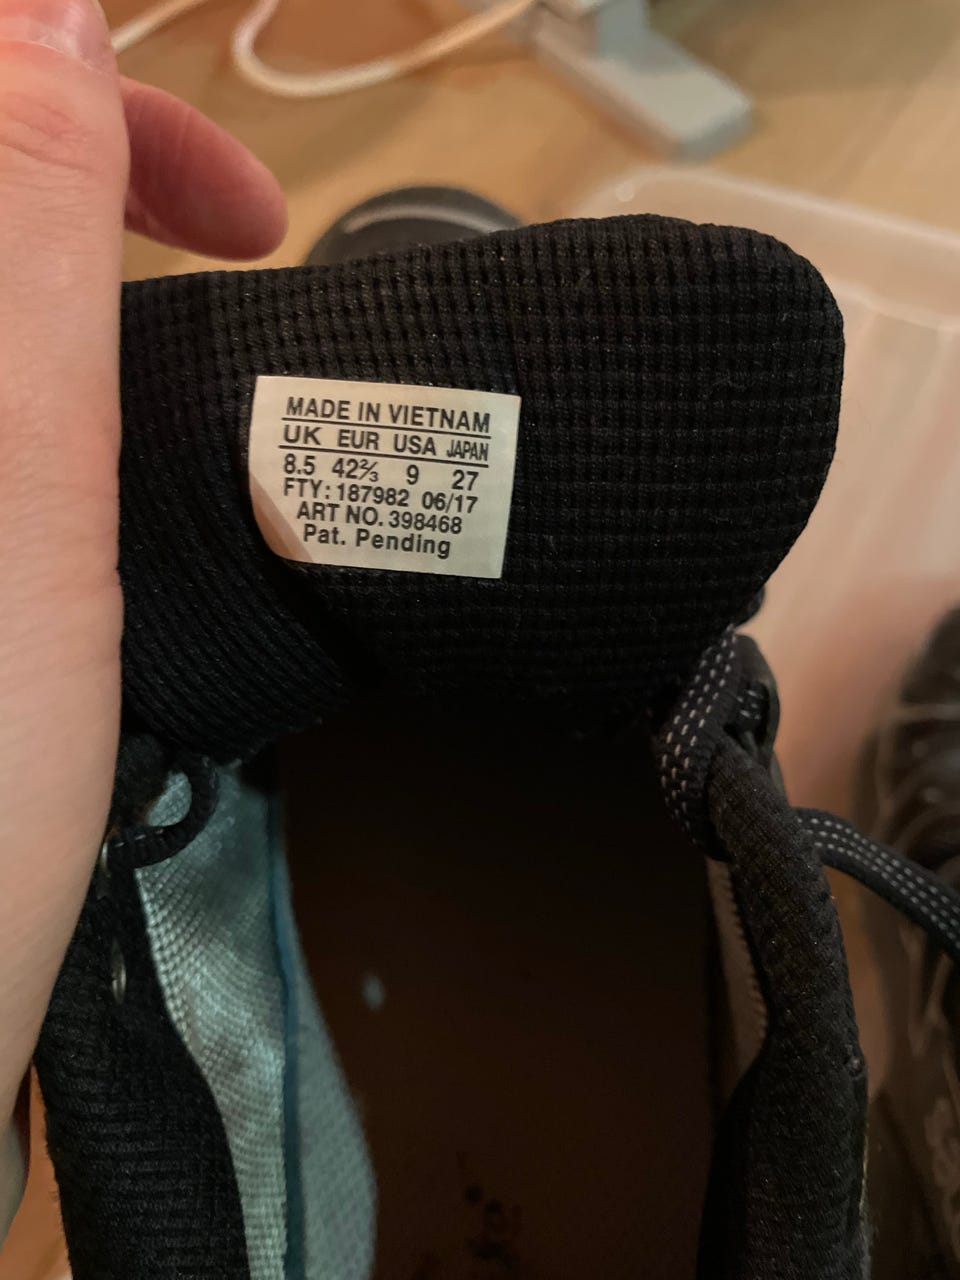 MADE IN VIETNAM
UK EUR USA JAPAN
8.5 42⅔ 9 27
FTY: 187982 06/17
ART NO. 398468
Pat. Pending